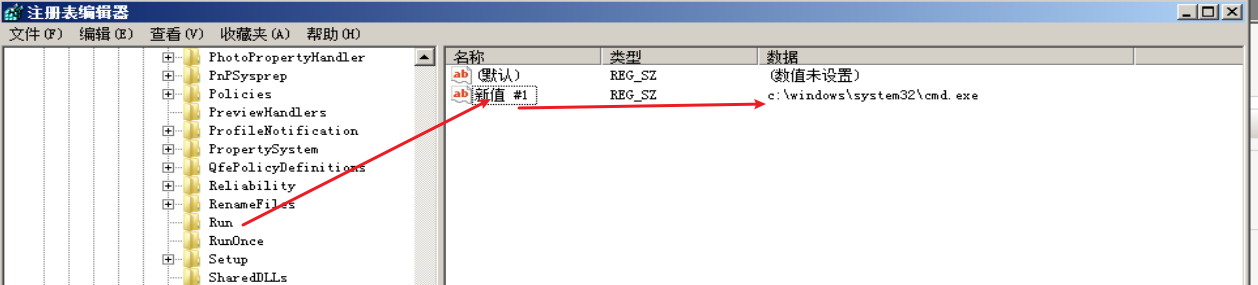 注册表编辑器
文件(F) 编辑(E) 查看(V) 收藏夹(A) 帮助(H)
PhotoPropertyHandler
PnPSysprep
Policies
PreviewHandlers
ProfileNotification
PropertySystem
QfePolicyDefinitions
Reliability
RenameFiles
Run
RunOnce
Setup
SharedDLLs
名称 类型 数据
ab (默认) REG_SZ (数值未设置)
ab 新值 #1 REG_SZ c:\windows\system32\cmd.exe